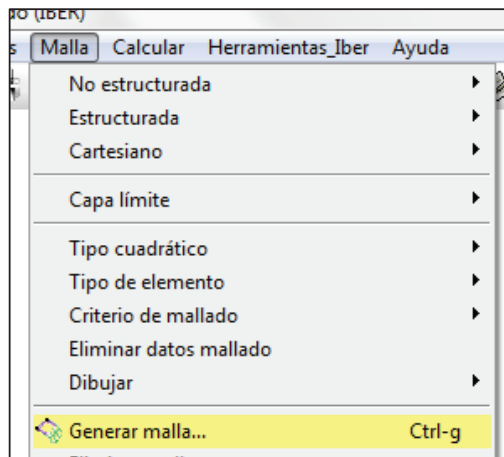 (IBER)
Malla Calcular Herramientas_Iber Ayuda
No estructurada
Estructurada
Cartesiano
Capa límite
Tipo cuadrático
Tipo de elemento
Criterio de mallado
Eliminar datos mallado
Dibujar
Generar malla... Ctrl-g